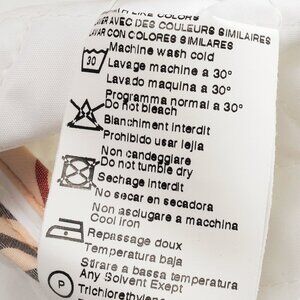 LIKE COLORS
LAVER AVEC DES COULEURS SIMILAIRES
LAVAR CON COLORES SIMILARES
30
Machine wash cold
Lavage machine a 30°
Lavado maquina a 30°
Programma normal a 30°
Do not bleach
Blanchiment interdit
Prohibido usar lejia
Non candeggiare
Do not tumble dry
Sechage interdit
No secar en secadora
Non asclugare a macchina
Cool iron
Repassage doux
Temperatura baja
Stirare a bassa temperatura
Any Solvent Exept
P
Trichlorethylene